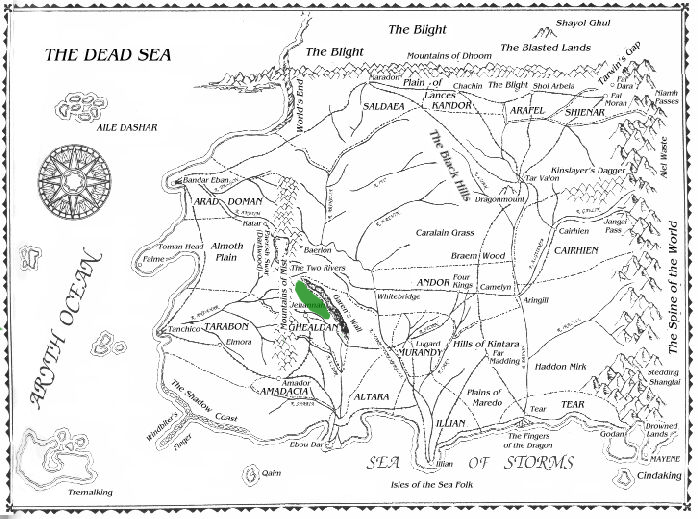 Shayol Ghul
The Blight
THE DEAD SEA
The Blight
The Blasted Lands
Mountains of Dhoom
Tarwin's Gap
Maradon
Plain of
Lances
Chachin
The Blight
Shol Arbela
Fal
Dara
Niamh
Passes
Fal
Moran
World's End
SALDAEA
KANDOR
ARAFEL
SHIENAR
AILE DASHAR
The Black Hills
Ael Waste
Kinslayer's Dagger
Tar Valon
Bandar Eban
Dragonmount
ARAD DOMAN
Katar
Jangai
Pass
Caralain Grass
Cairhien
CAIRHIEN
Toman Head
Almoth
Plain
Falme
Baerlon
Mountains of Mist
Braem Wood
The Two Rivers
ANDOR
Four
Kings
Camelyn
Whitebridge
Aringill
Jehannah
Garen's Wall
GHEALDAN
ARYTH OCEAN
The Spine of the World
Tanchico
TARABON
Elmora
Lugard
MURANDY
Hills of Kintara
Far
Madding
Haddon Mirk
Stedding
Shangtai
The Shadow
Coast
Amador
AMADACIA
ALTARA
Plains of
Maredo
Windbiter's
Finger
Tear
TEAR
ILLIAN
Ebou Dar
The Fingers
of the Dragon
Godan
Drowned
Lands
MAYENE
Illian
SEA OF STORMS
Qaim
Cindaking
Tremalking
Isles of the Sea Folk